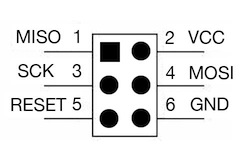 MISO 1 2 VCC
SCK 3 4 MOSI
RESET 5 6 GND